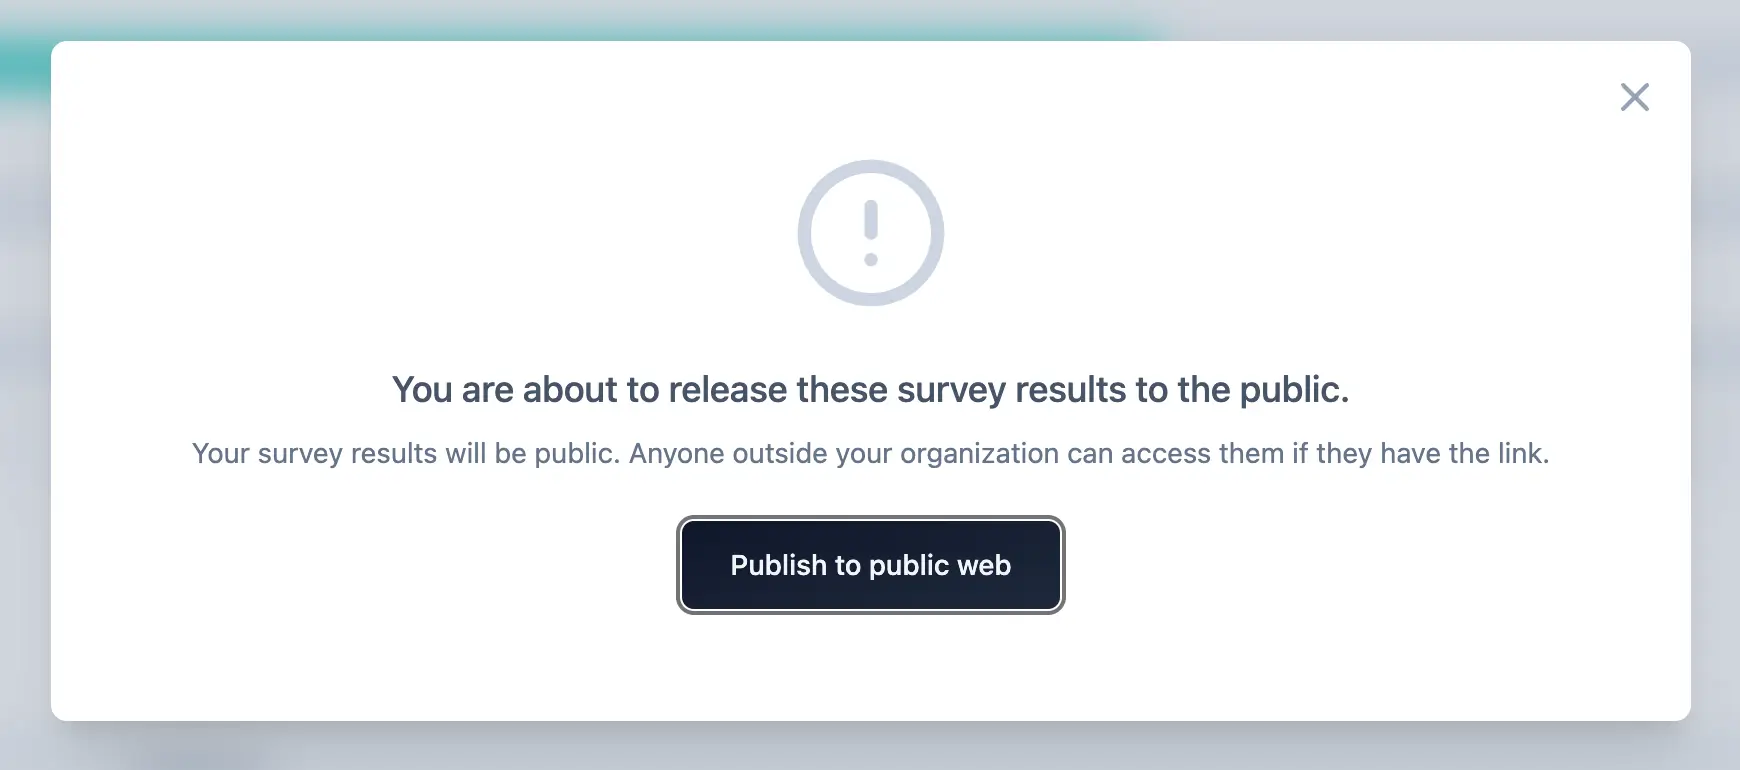 You are about to release these survey results to the public.
Your survey results will be public. Anyone outside your organization can access them if they have the link.
Publish to public web